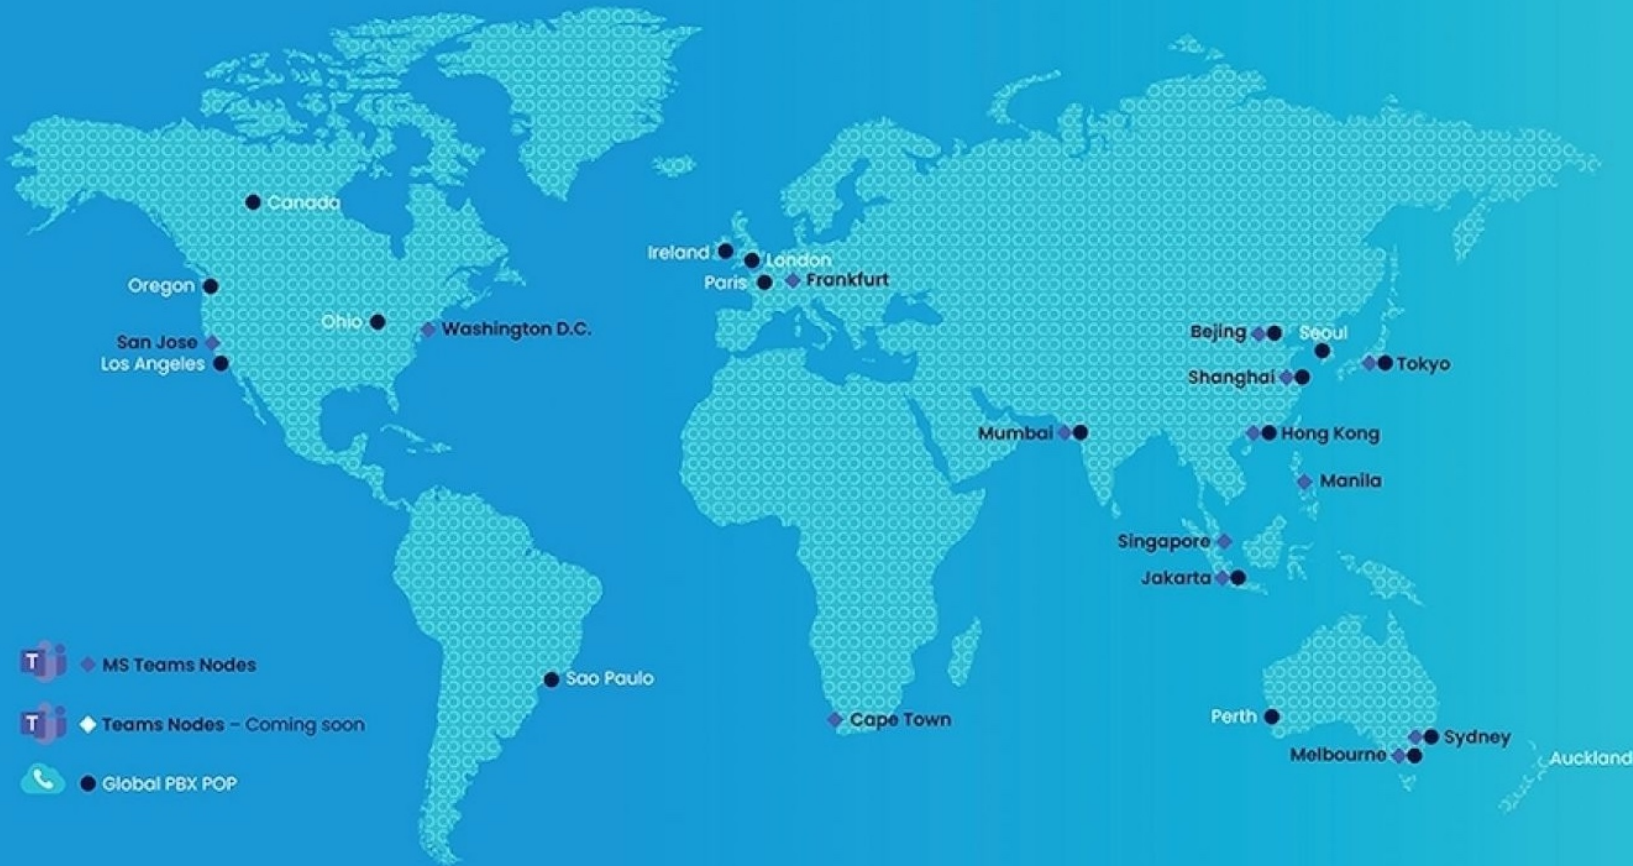 Canada
Ireland
London
Paris
Frankfurt
Oregon
Ohio
Washington D.C.
San Jose
Los Angeles
Bejing
Seoul
Tokyo
Shanghai
Mumbai
Hong Kong
Manila
Singapore
Jakarta
T MS Teams Nodes
Sao Paulo
Cape Town
Perth
T Teams Nodes – Coming soon
Sydney
Melbourne
Auckland
Global PBX POP